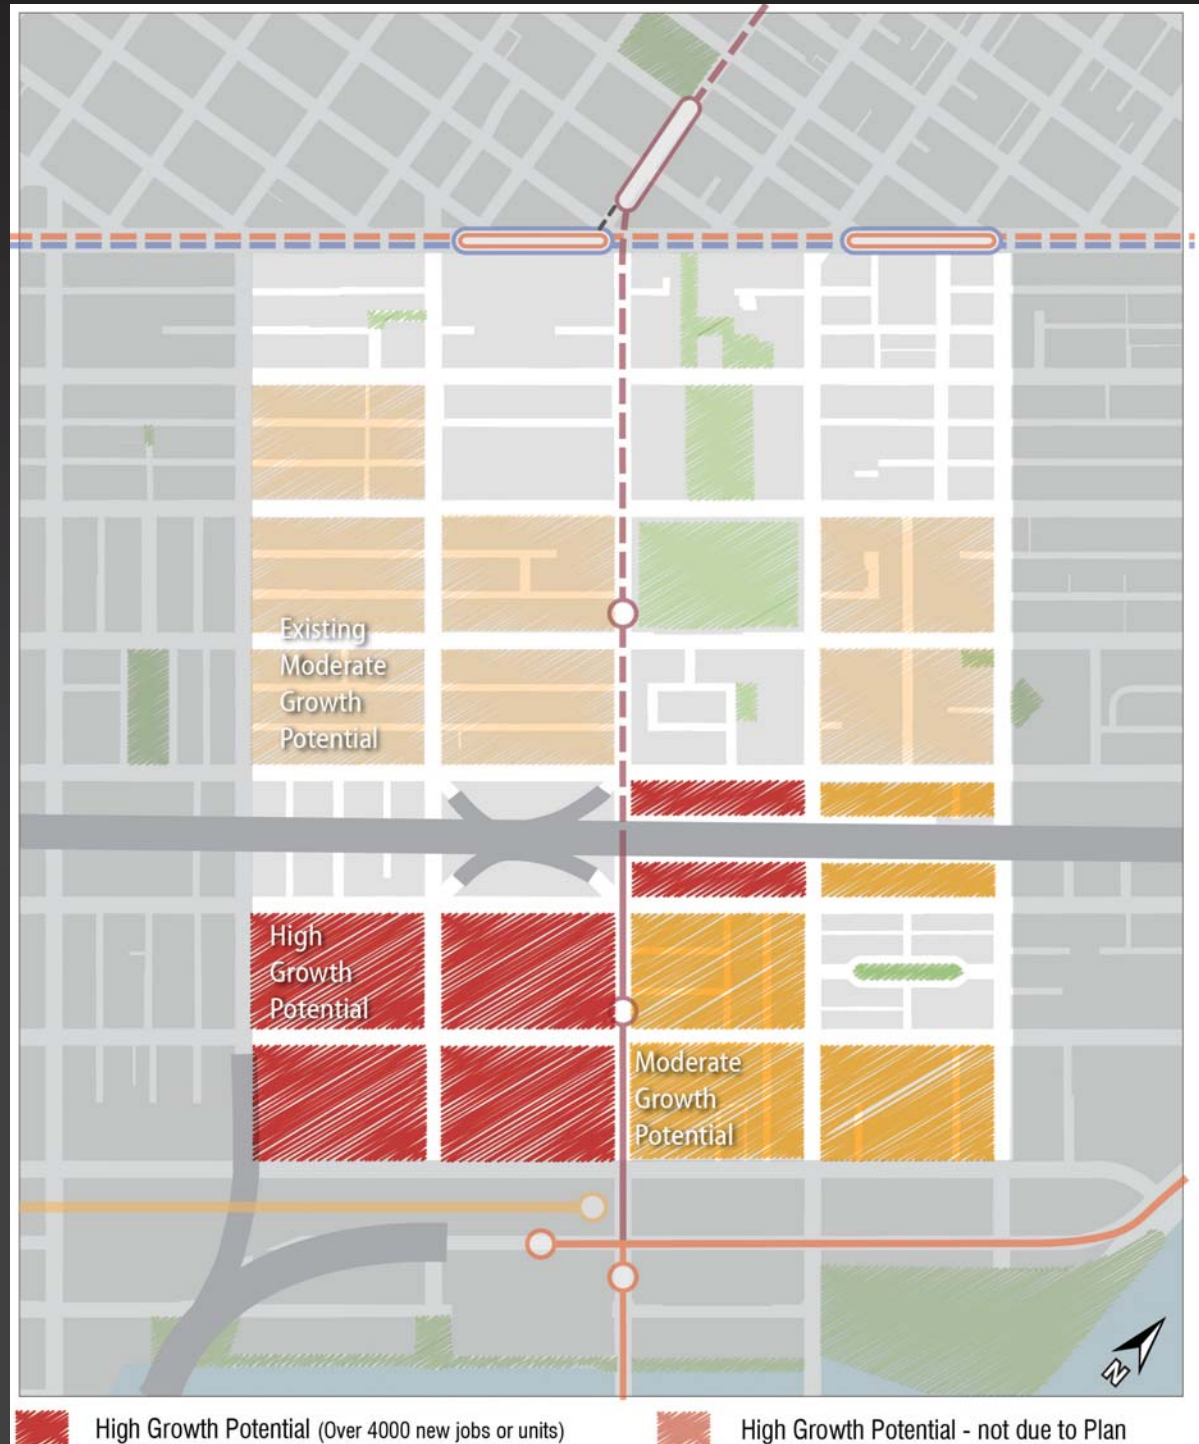 Existing
Moderate
Growth
Potential
High
Growth
Potential
Moderate
Growth
Potential
N
High Growth Potential (Over 4000 new jobs or units)
High Growth Potential - not due to Plan